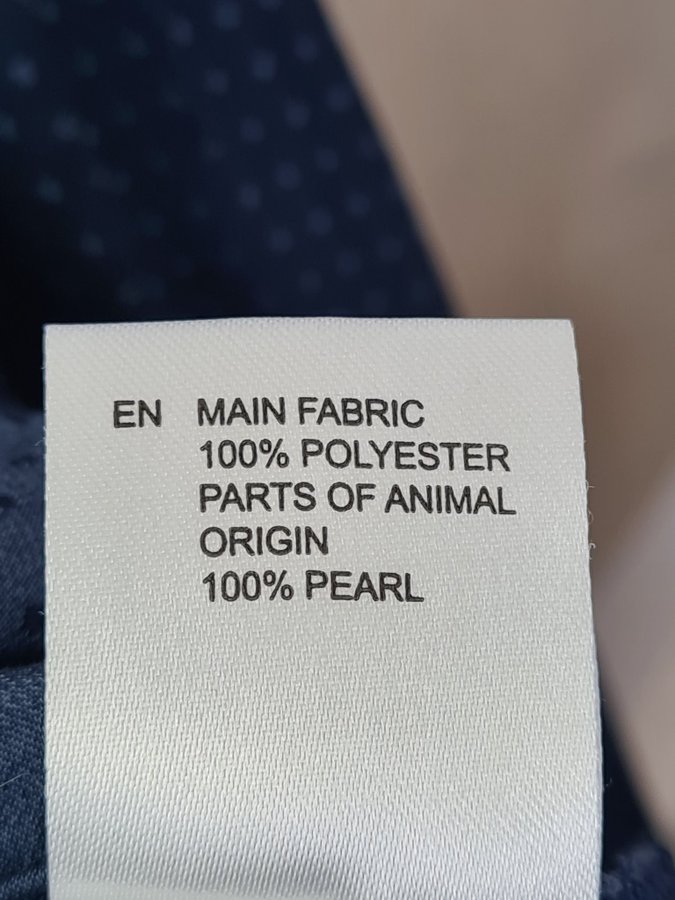 EN MAIN FABRIC
100% POLYESTER
PARTS OF ANIMAL
ORIGIN
100% PEARL